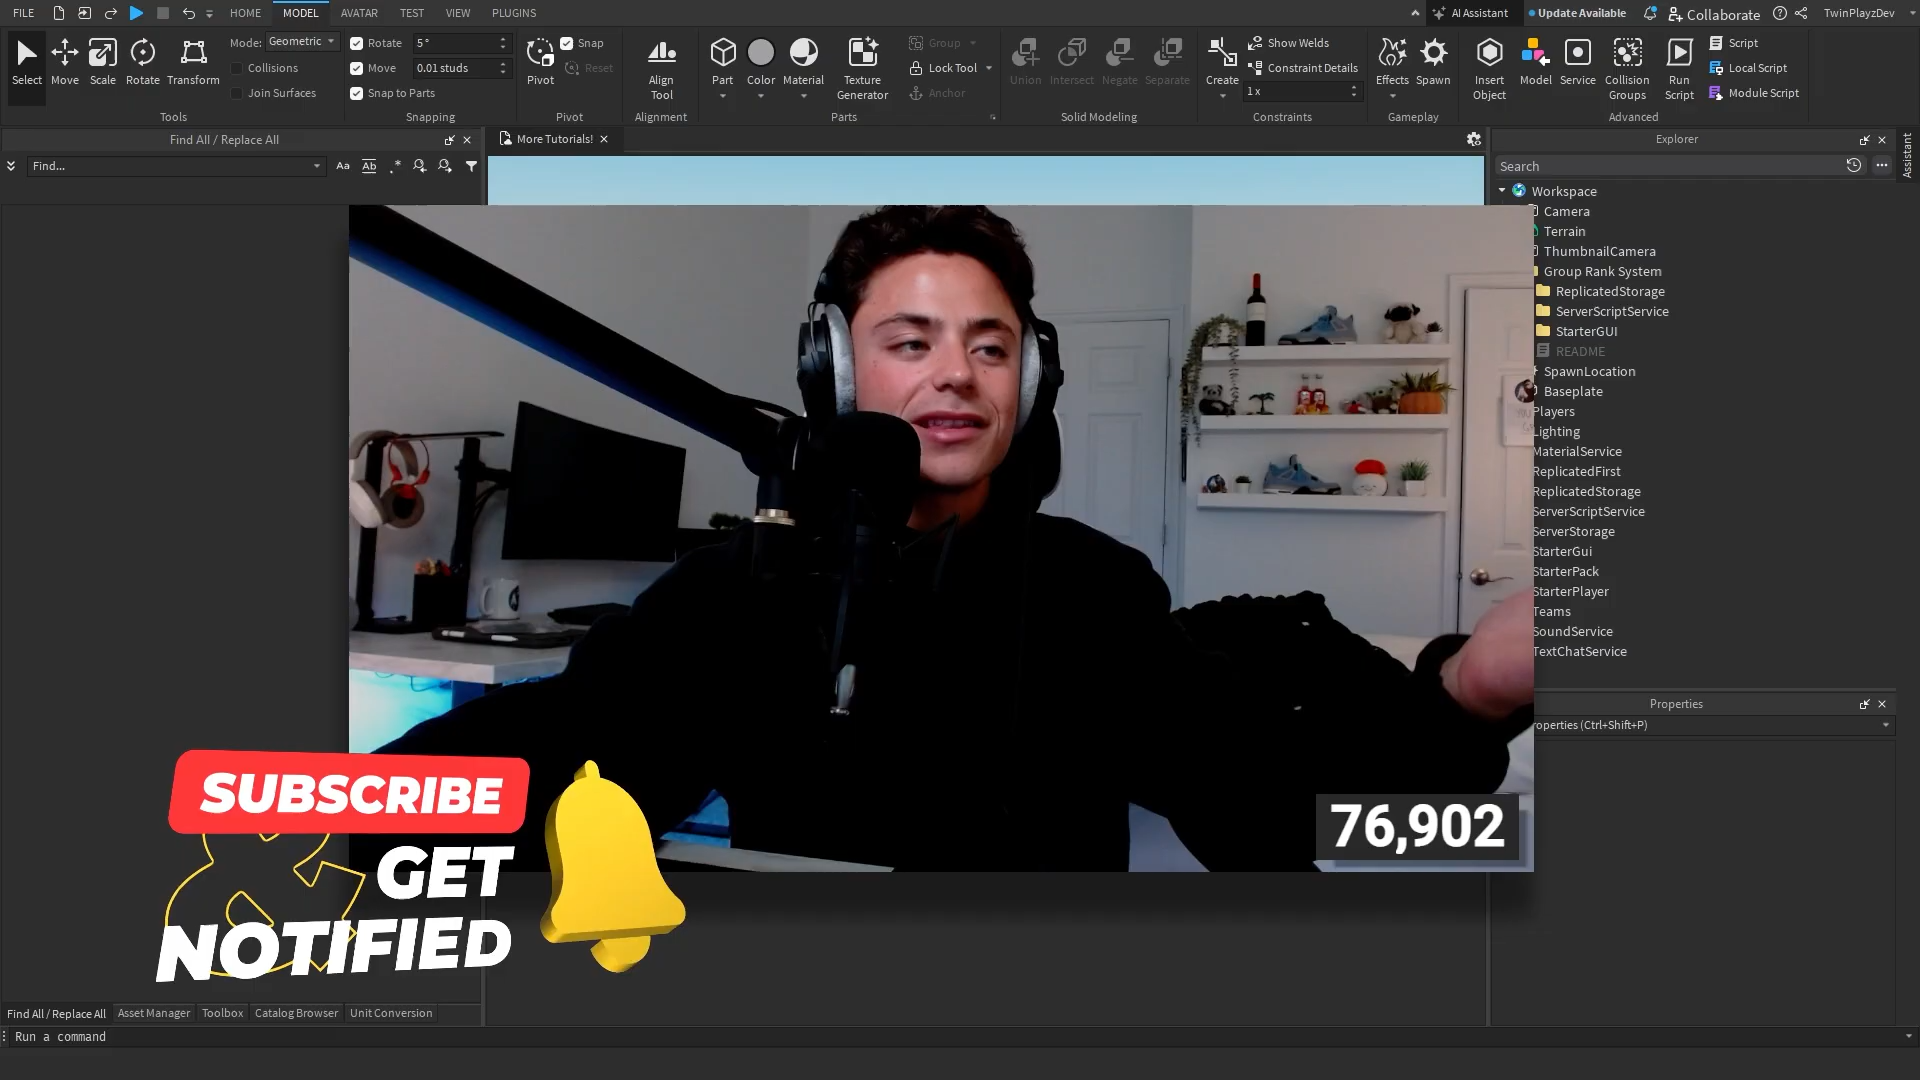 FILE
HOME
MODEL
AVATAR
TEST
VIEW
PLUGINS
AI Assistant
Update Available
Collaborate
TwinPlayzDev
Select
Move
Scale
Rotate
Transform
Mode:
Geometric
Collisions
Join Surfaces
Tools
Rotate
5°
Move
0.01 studs
Snap to Parts
Snapping
Pivot
Snap
Reset
Pivot
Align
Tool
Alignment
Part
Color
Material
Texture
Generator
Group
Lock Tool
Anchor
Parts
Union
Intersect
Negate
Separate
Solid Modeling
Create
Show Welds
Constraint Details
1 x
Constraints
Effects
Spawn
Gameplay
Insert
Object
Model
Service
Collision
Groups
Run
Script
Script
Local Script
Module Script
Advanced
Find All / Replace All
Find...
Aa
Ab
.*
More Tutorials!
Explorer
Assistant
Search
Workspace
Camera
Terrain
ThumbnailCamera
Group Rank System
ReplicatedStorage
ServerScriptService
StarterGUI
README
SpawnLocation
Baseplate
Players
Lighting
MaterialService
ReplicatedFirst
ReplicatedStorage
ServerScriptService
ServerStorage
StarterGui
StarterPack
StarterPlayer
Teams
SoundService
TextChatService
Properties
roperties (Ctrl+Shift+P)
76,902
SUBSCRIBE
&
GET
NOTIFIED
Find All / Replace All
Asset Manager
Toolbox
Catalog Browser
Unit Conversion
Run a command